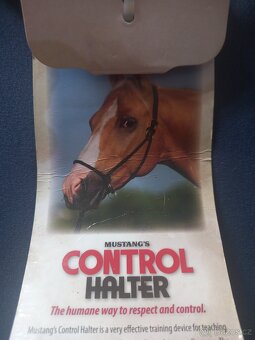 MUSTANG'S
CONTROL
HALTER
The humane way to respect and control.
Mustang's Control Halter is a very effective training device for teaching